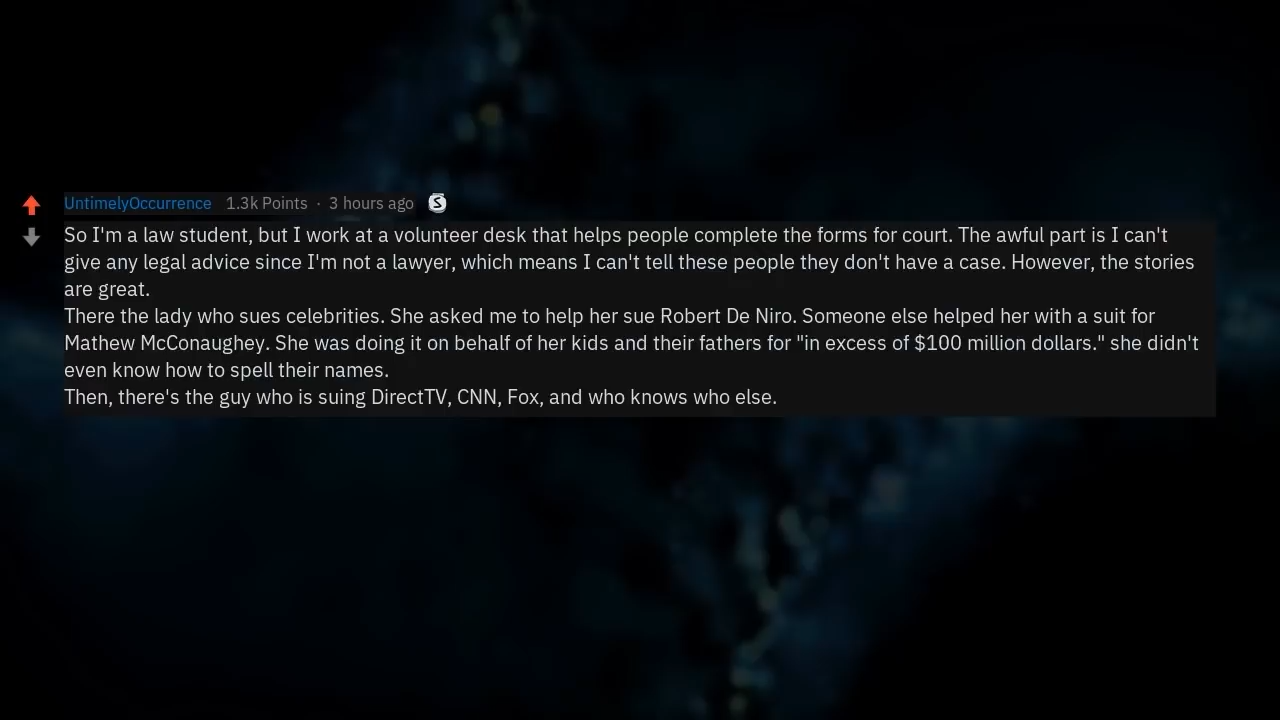 UntimelyOccurrence 1.3k Points · 3 hours ago
So I'm a law student, but I work at a volunteer desk that helps people complete the forms for court. The awful part is I can't
give any legal advice since I'm not a lawyer, which means I can't tell these people they don't have a case. However, the stories
are great.
There the lady who sues celebrities. She asked me to help her sue Robert De Niro. Someone else helped her with a suit for
Mathew McConaughey. She was doing it on behalf of her kids and their fathers for "in excess of $100 million dollars." she didn't
even know how to spell their names.
Then, there's the guy who is suing DirectTV, CNN, Fox, and who knows who else.